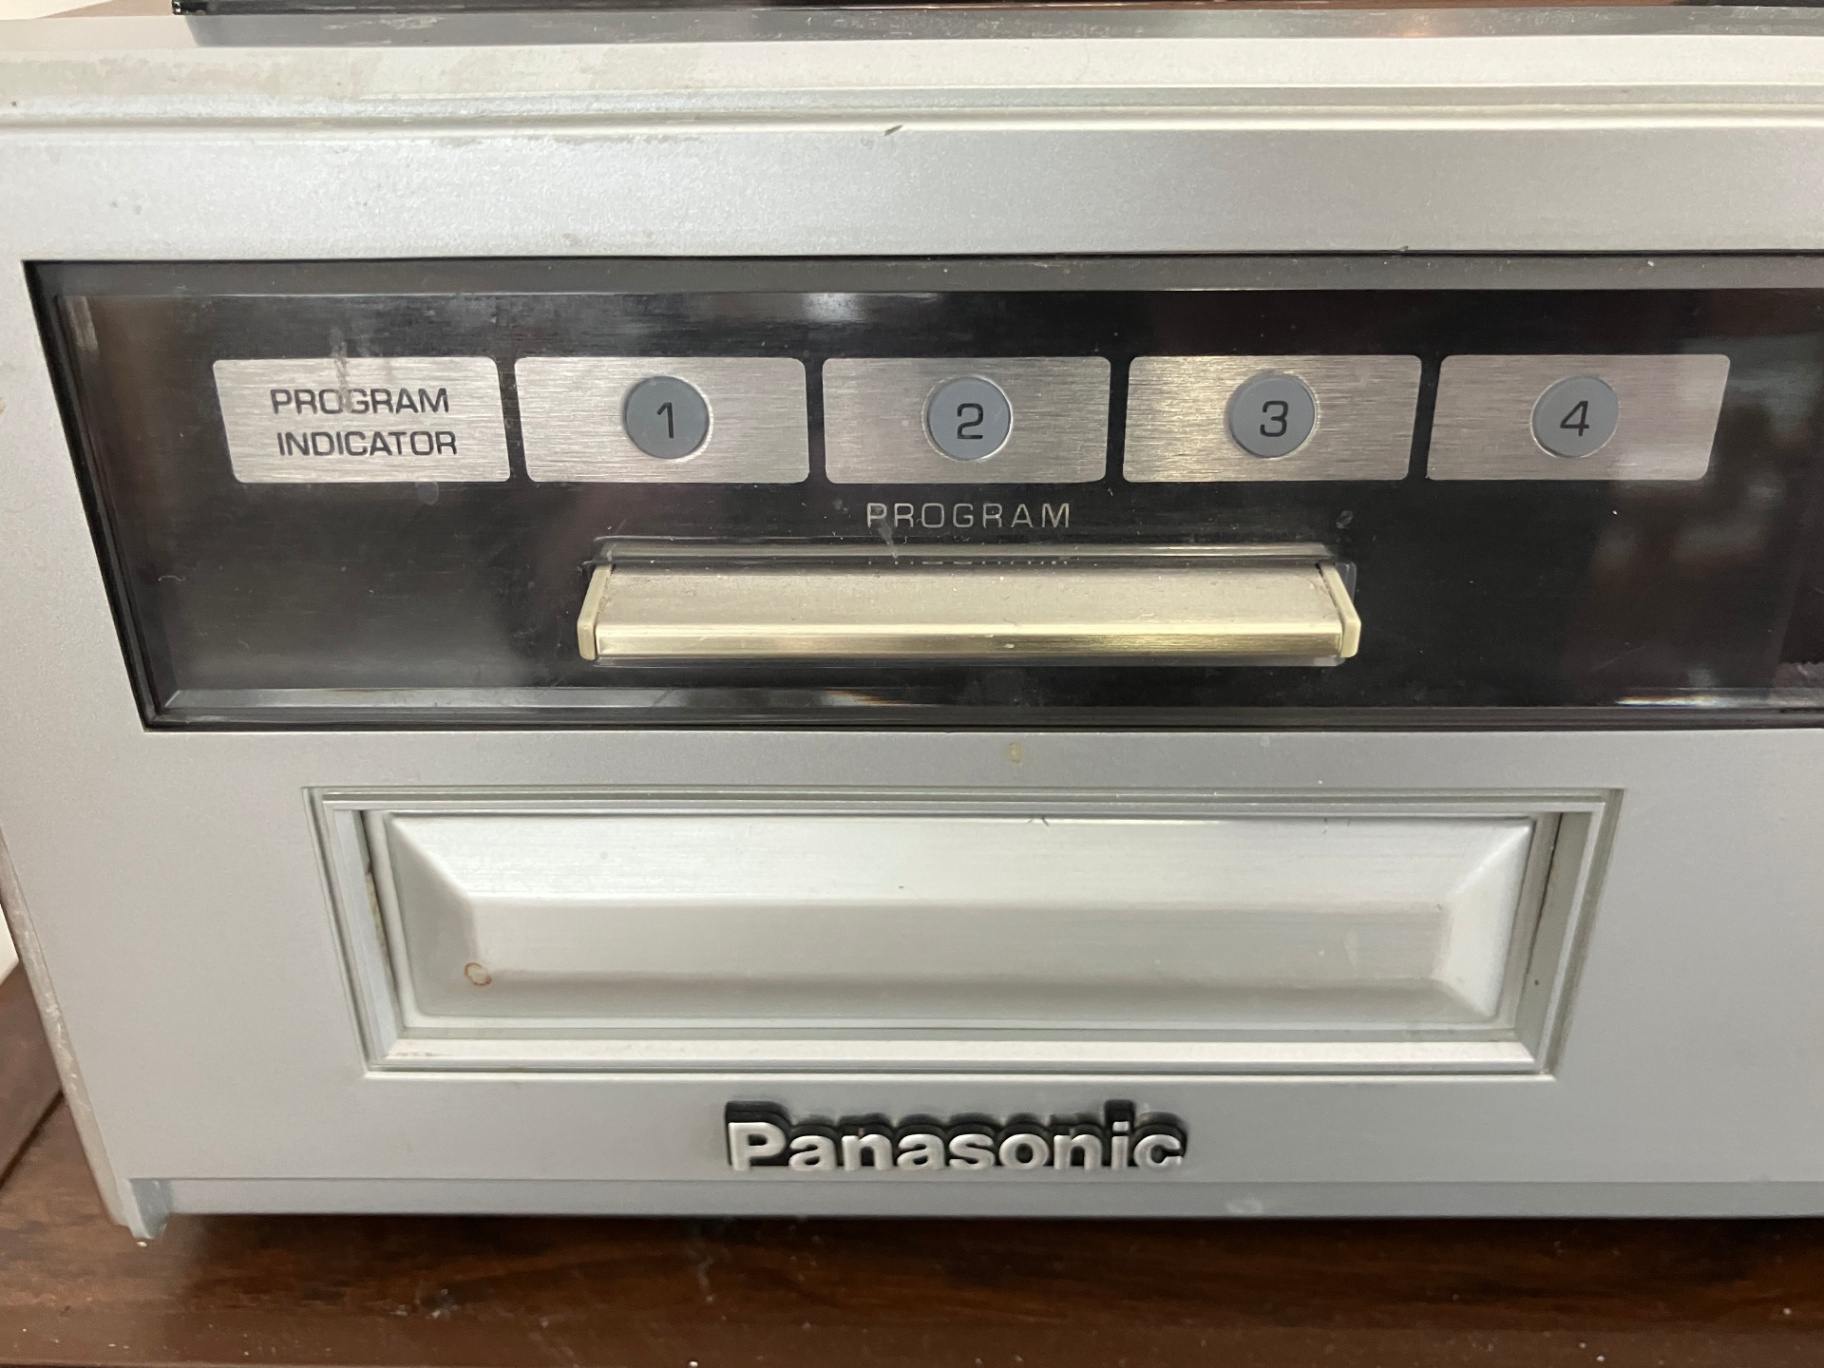 PROGRAM
INDICATOR
1
2
3
4
PROGRAM
Panasonic